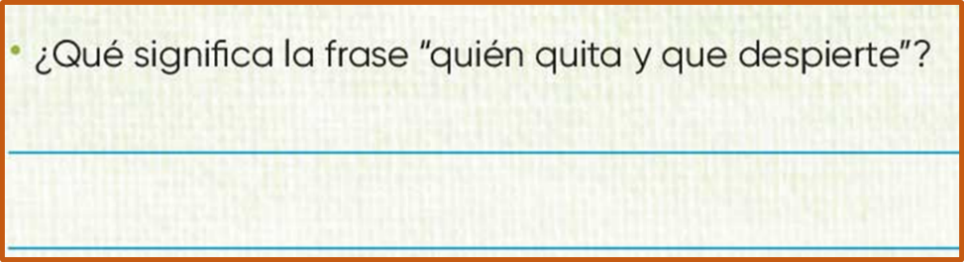 • ¿Qué significa la frase “quién quita y que despierte”?